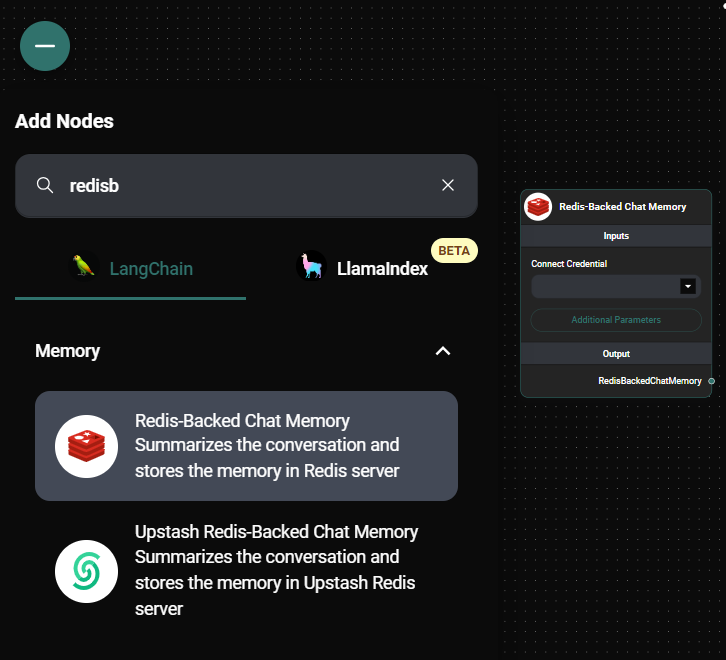 Add Nodes
redisb
LangChain
LlamaIndex
BETA
Memory
Redis-Backed Chat Memory
Summarizes the conversation and
stores the memory in Redis server
Upstash Redis-Backed Chat Memory
Summarizes the conversation and
stores the memory in Upstash Redis
server
Redis-Backed Chat Memory
Inputs
Connect Credential
Additional Parameters
Output
RedisBackedChatMemory